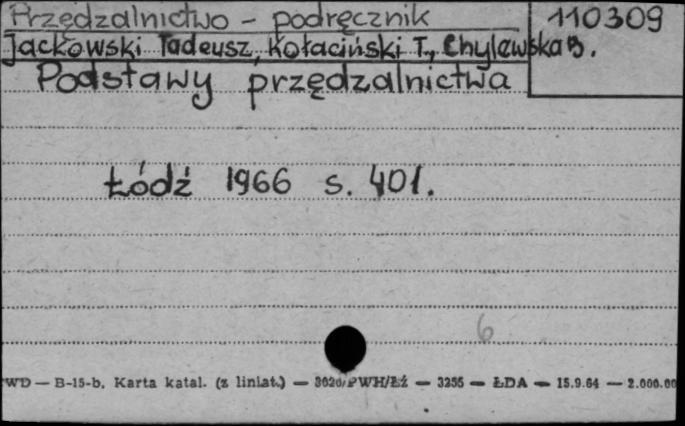 Przędzalnictwo - podręcznik 110309
Jackowski Tadeusz, Kołaciński T., Chylewska B.
Podstawy przędzalnictwa
Łódź 1966 s. 401.
6
WD — B-15-b. Karta katal. (z liniat.) — 3020/PWH/Łź — 3255 — ŁDA — 15.9.64 — 2.000.00